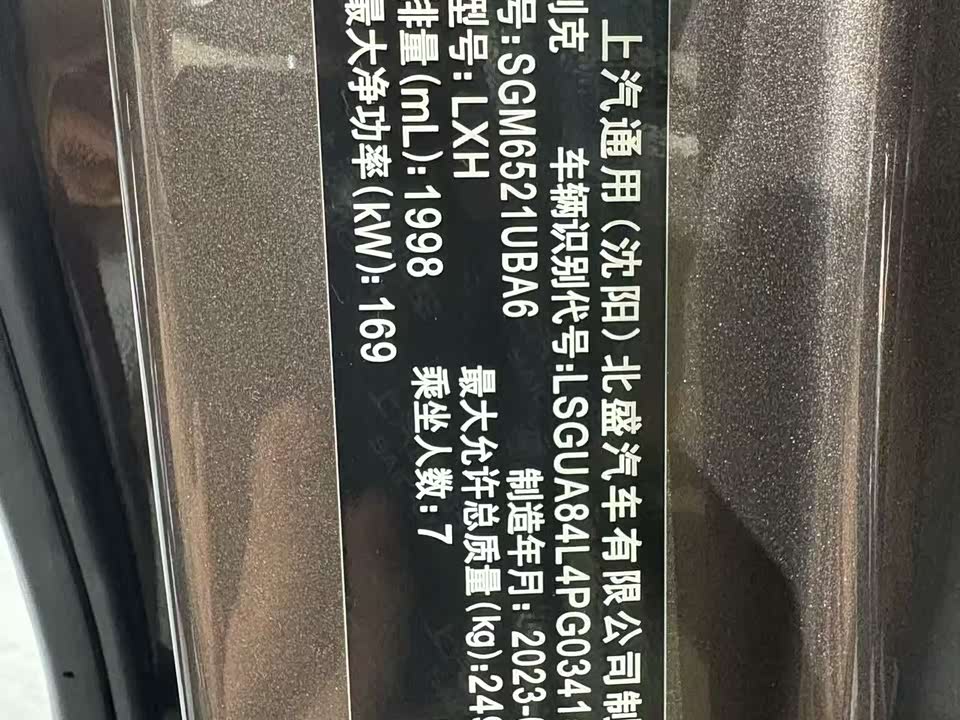 上汽通用(沈阳)北盛汽车有限公司制
别克 车辆识别代号:LSGUA84L4PG0341
号:SGM6521UBA6 制造年月:2023-
型号:LXH 最大允许总质量(kg):249
排量(mL):1998 乘坐人数:7
最大净功率(kW):169